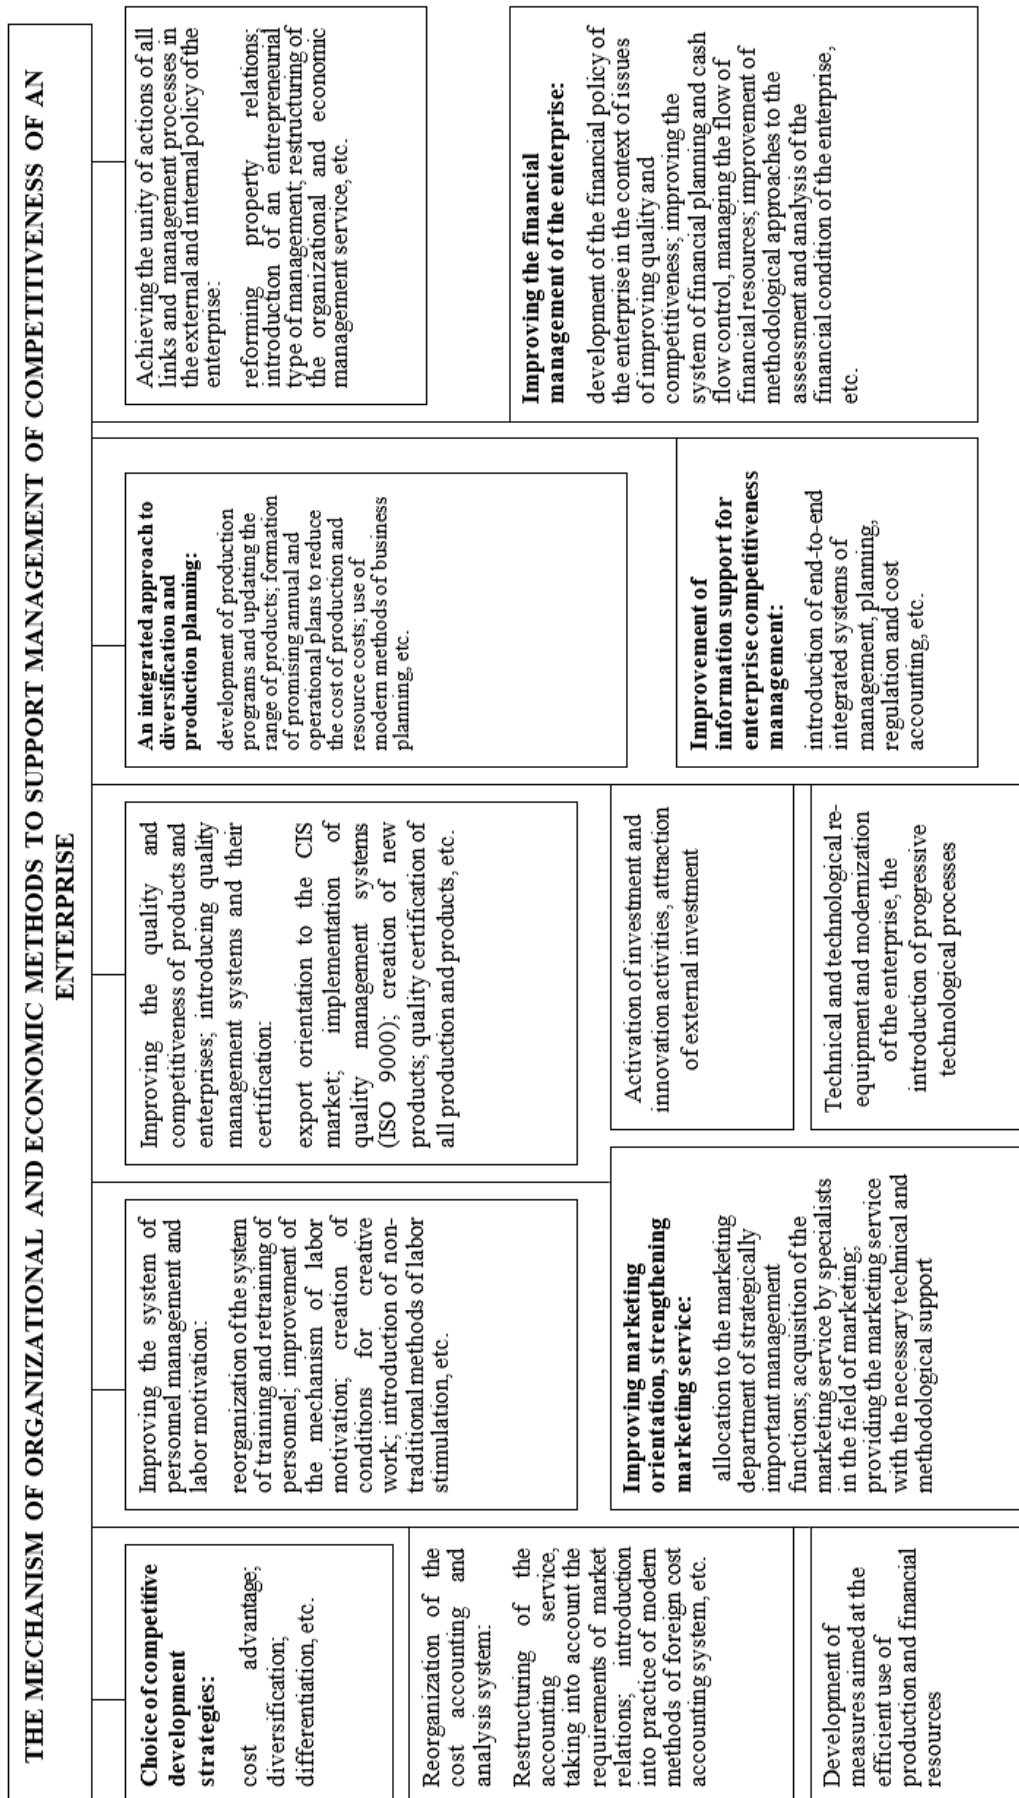 THE MECHANISM OF ORGANIZATIONAL AND ECONOMIC METHODS TO SUPPORT MANAGEMENT OF COMPETITIVENESS OF AN
ENTERPRISE
Choice of competitive
development
strategies:
cost advantage;
diversification;
differentiation, etc.
Reorganization of the
cost accounting and
analysis system:
Restructuring of the
accounting service,
taking into account the
requirements of market
relations; introduction
into practice of modern
methods of foreign cost
accounting system, etc.
Development of
measures aimed at the
efficient use of
production and financial
resources
Improving the system of
personnel management and
labor motivation:
reorganization of the system
of training and retraining of
personnel; improvement of
the mechanism of labor
motivation; creation of
conditions for creative
work; introduction of non-
traditional methods of labor
stimulation, etc.
Improving marketing
orientation, strengthening
marketing service:
allocation to the marketing
department of strategically
important management
functions; acquisition of the
marketing service by specialists
in the field of marketing;
providing the marketing service
with the necessary technical and
methodological support
Improving the quality and
competitiveness of products and
enterprises; introducing quality
management systems and their
certification:
export orientation to the CIS
market; implementation of
quality management systems
(ISO 9000); creation of new
products; quality certification of
all production and products, etc.
Activation of investment and
innovation activities, attraction
of external investment
Technical and technological re-
equipment and modernization
of the enterprise, the
introduction of progressive
technological processes
An integrated approach to
diversification and
production planning:
development of production
programs and updating the
range of products; formation
of promising annual and
operational plans to reduce
the cost of production and
resource costs; use of
modern methods of business
planning, etc.
Improvement of
information support for
enterprise competitiveness
management:
introduction of end-to-end
integrated systems of
management, planning,
regulation and cost
accounting, etc.
Achieving the unity of actions of all
links and management processes in
the external and internal policy of the
enterprise:
reforming property relations;
introduction of an entrepreneurial
type of management; restructuring of
the organizational and economic
management service, etc.
Improving the financial
management of the enterprise:
development of the financial policy of
the enterprise in the context of issues
of improving quality and
competitiveness; improving the
system of financial planning and cash
flow control, managing the flow of
financial resources; improvement of
methodological approaches to the
assessment and analysis of the
financial condition of the enterprise,
etc.